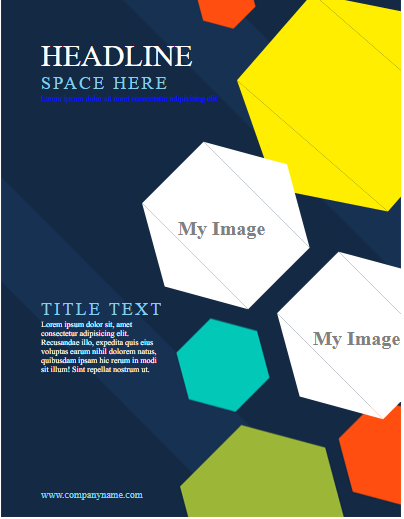 HEADLINE
SPACE HERE
Lorem ipsum dolor sit amet consectetur adipisicing elit
My Image
My Image
TITLE TEXT
Lorem ipsum dolor sit, amet
consectetur adipisicing elit.
Recusandae illo, expedita quis eius
voluptas earum nihil dolorem natus,
quibusdam ipsam hic rerum in modi
sit illum! Sint repellat nostrum ut.
www.companyname.com